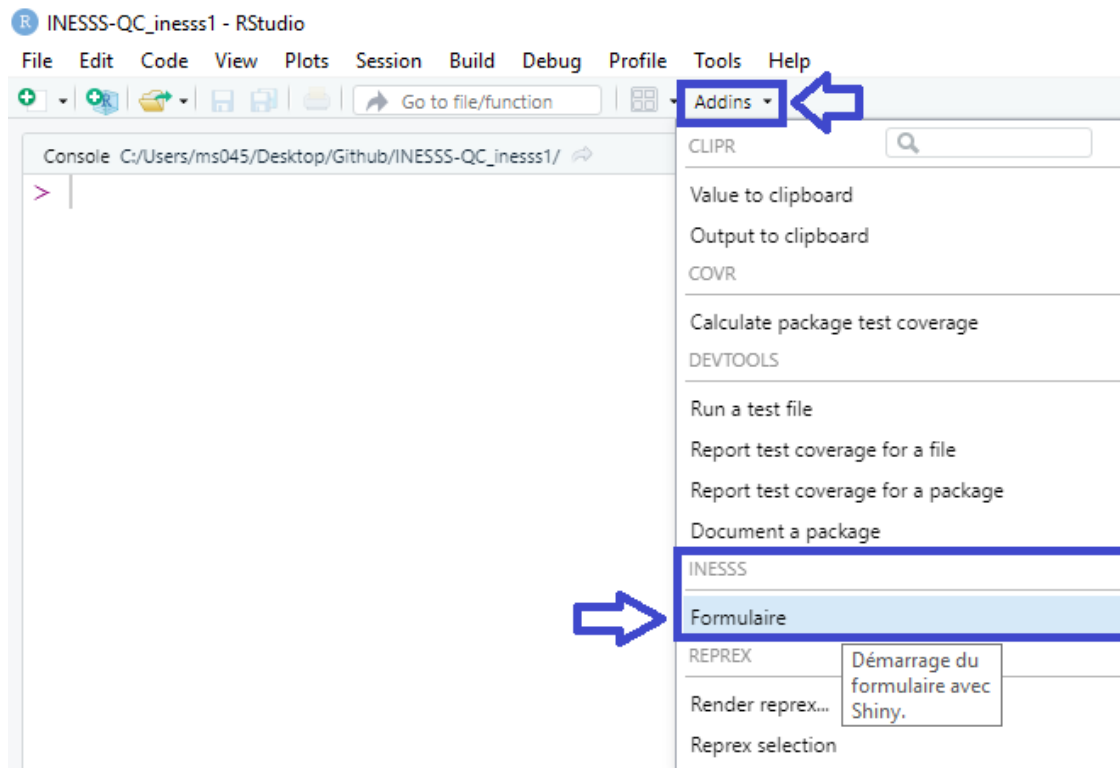 R INESSS-QC_inesss1 - RStudio
File Edit Code View Plots Session Build Debug Profile Tools Help
R Go to file/function Addins
Console C:/Users/ms045/Desktop/Github/INESSS-QC_inesss1/
>
CLIPR
Value to clipboard
Output to clipboard
COVR
Calculate package test coverage
DEVTOOLS
Run a test file
Report test coverage for a file
Report test coverage for a package
Document a package
INESSS
Formulaire
REPREX
Démarrage du
formulaire avec
Shiny.
Render reprex...
Reprex selection